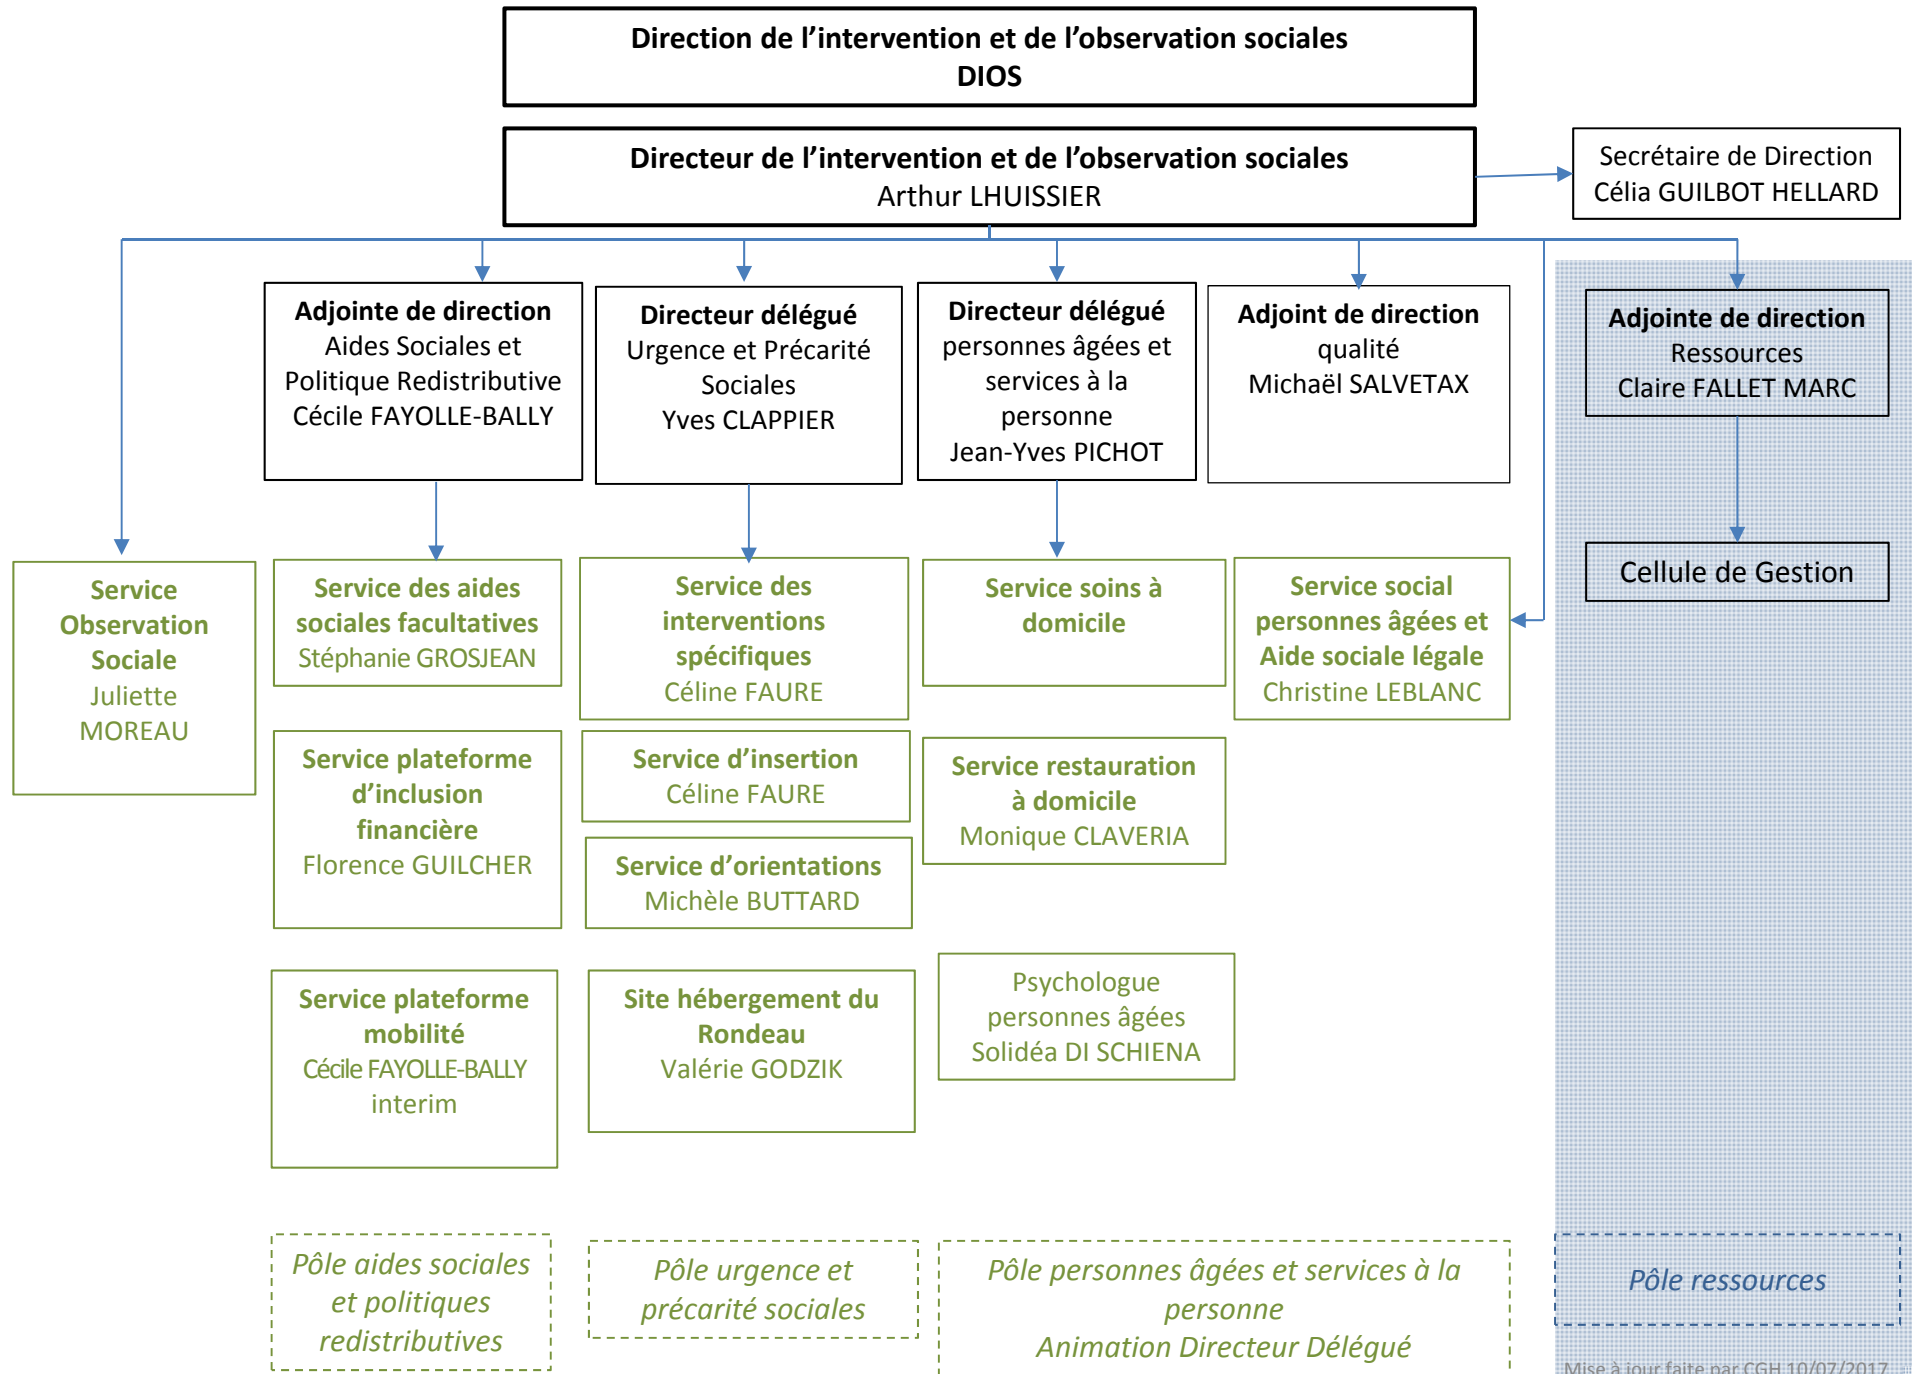 Direction de l’intervention et de l’observation sociales
DIOS
Directeur de l’intervention et de l’observation sociales
Arthur LHUISSIER
Secrétaire de Direction
Célia GUILBOT HELLARD
Adjointe de direction
Aides Sociales et
Politique Redistributive
Cécile FAYOLLE-BALLY
Directeur délégué
Urgence et Précarité
Sociales
Yves CLAPPIER
Directeur délégué
personnes âgées et
services à la
personne
Jean-Yves PICHOT
Adjoint de direction
qualité
Michaël SALVETAX
Adjointe de direction
Ressources
Claire FALLET MARC
Service
Observation
Sociale
Juliette
MOREAU
Service des aides
sociales facultatives
Stéphanie GROSJEAN
Service des
interventions
spécifiques
Céline FAURE
Service soins à
domicile
Service social
personnes âgées et
Aide sociale légale
Christine LEBLANC
Cellule de Gestion
Service plateforme
d’inclusion
financière
Florence GUILCHER
Service d’insertion
Céline FAURE
Service restauration
à domicile
Monique CLAVERIA
Service d’orientations
Michèle BUTTARD
Service plateforme
mobilité
Cécile FAYOLLE-BALLY
interim
Site hébergement du
Rondeau
Valérie GODZIK
Psychologue
personnes âgées
Solidéa DI SCHIENA
Pôle aides sociales
et politiques
redistributives
Pôle urgence et
précarité sociales
Pôle personnes âgées et services à la
personne
Animation Directeur Délégué
Pôle ressources
Mise à jour faite par CGH 10/07/2017